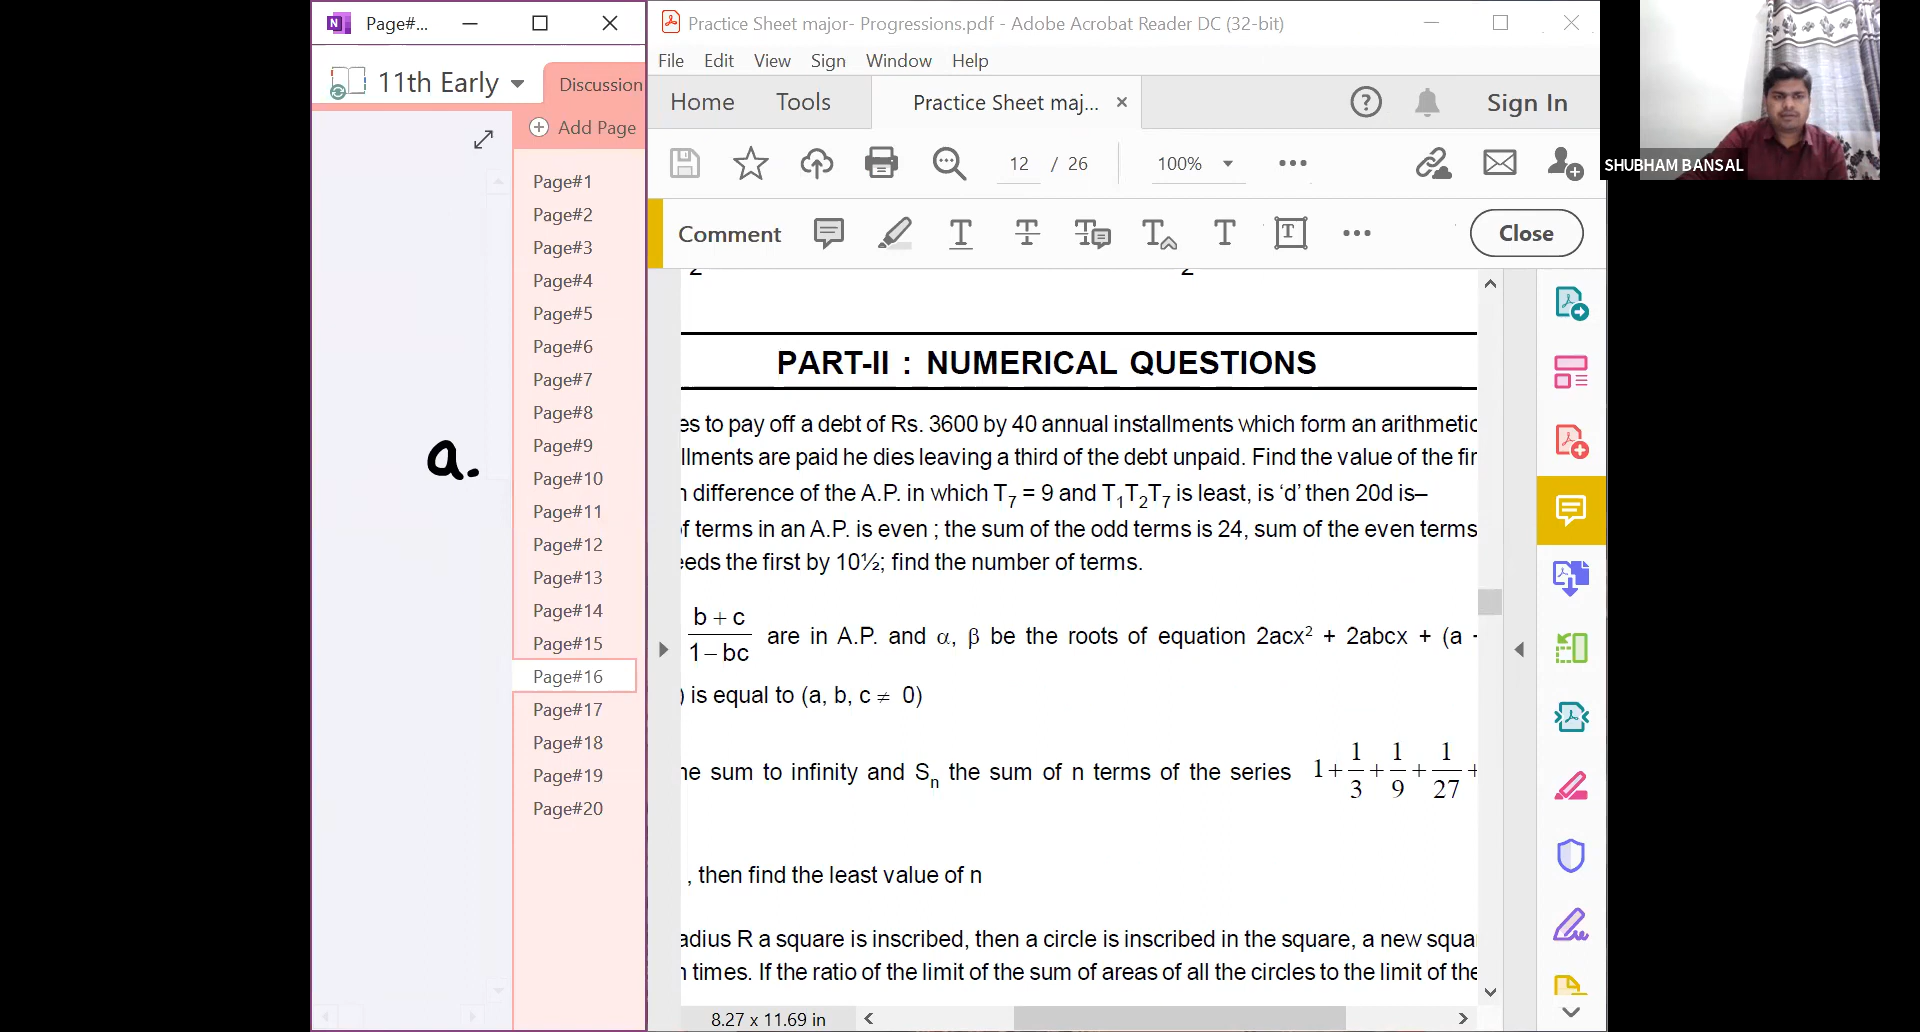 Page#...
Practice Sheet major- Progressions.pdf - Adobe Acrobat Reader DC (32-bit)
SHUBHAM BANSAL
File Edit View Sign Window Help
11th Early
Discussion
Add Page
Home Tools Practice Sheet maj... × Sign In
12 / 26 100%
Comment Close
Page#1
Page#2
Page#3
Page#4
Page#5
Page#6
Page#7
Page#8
Page#9
Page#10
Page#11
Page#12
Page#13
Page#14
Page#15
Page#16
Page#17
Page#18
Page#19
Page#20
a.
PART-II : NUMERICAL QUESTIONS
es to pay off a debt of Rs. 3600 by 40 annual installments which form an arithmetic
llments are paid he dies leaving a third of the debt unpaid. Find the value of the fir
difference of the A.P. in which T₇ = 9 and T₁T₂T₇ is least, is ‘d’ then 20d is–
of terms in an A.P. is even ; the sum of the odd terms is 24, sum of the even terms
eeds the first by 10½; find the number of terms.
b + c / 1 – bc are in A.P. and α, β be the roots of equation 2acx² + 2abcx + (a
) is equal to (a, b, c ≠ 0)
he sum to infinity and Sₙ the sum of n terms of the series 1 + 1/3 + 1/9 + 1/27 +
, then find the least value of n
adius R a square is inscribed, then a circle is inscribed in the square, a new squa
n times. If the ratio of the limit of the sum of areas of all the circles to the limit of the
8.27 x 11.69 in